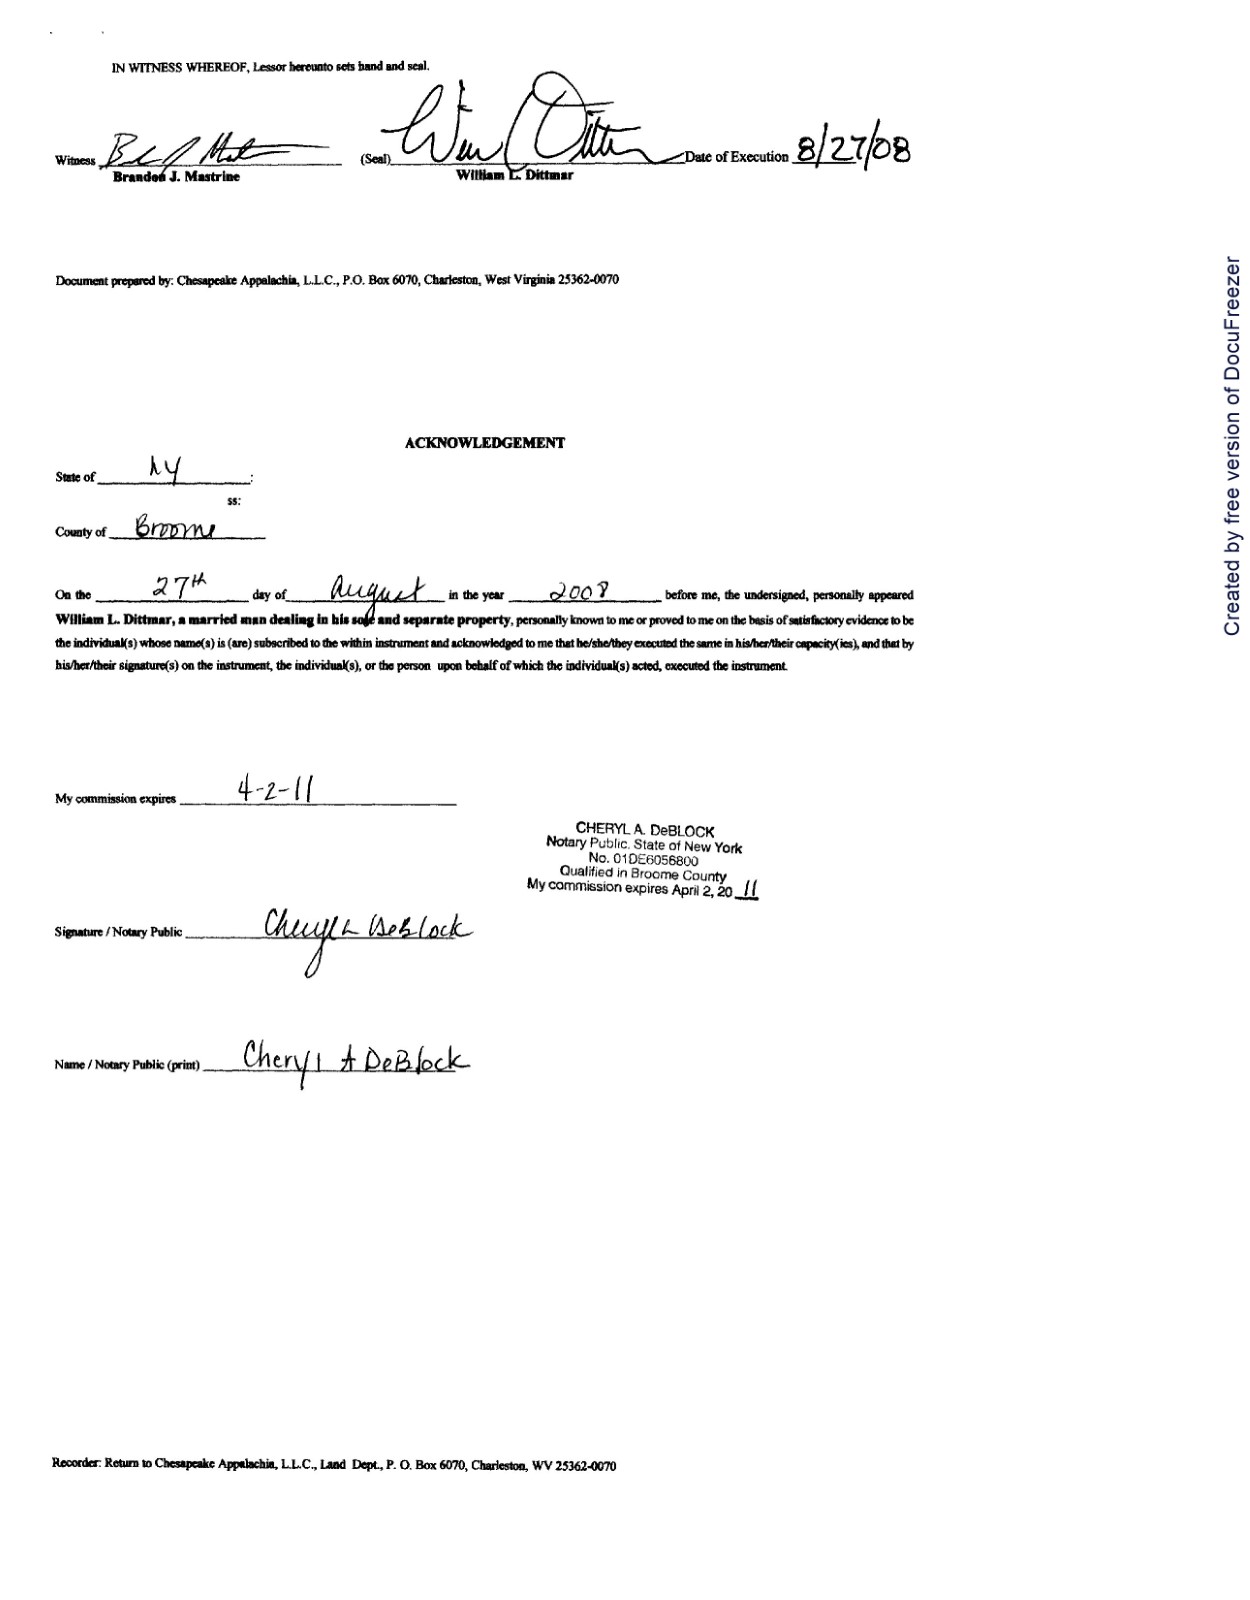 IN WITNESS WHEREOF, Lessor hereunto sets hand and seal.
Witness (Seal) Date of Execution 8/27/08
Brandon J. Mastrine William L. Dittmar
Document prepared by: Chesapeake Appalachia, L.L.C., P.O. Box 6070, Charleston, West Virginia 25362-0070
ACKNOWLEDGEMENT
State of NY :
ss:
County of Broome
On the 27th day of August in the year 2008 before me, the undersigned, personally appeared
William L. Dittmar, a married man dealing in his sole and separate property, personally known to me or proved to me on the basis of satisfactory evidence to be
the individual(s) whose name(s) is (are) subscribed to the within instrument and acknowledged to me that he/she/they executed the same in his/her/their capacity(ies), and that by
his/her/their signature(s) on the instrument, the individual(s), or the person upon behalf of which the individual(s) acted, executed the instrument.
My commission expires 4-2-11
CHERYL A. DeBLOCK
Notary Public, State of New York
No. 01DE6056800
Qualified in Broome County
My commission expires April 2, 20 11
Signature / Notary Public Cheryl A DeBlock
Name / Notary Public (print) Cheryl A DeBlock
Recorder: Return to Chesapeake Appalachia, L.L.C., Land Dept., P. O. Box 6070, Charleston, WV 25362-0070
Created by free version of DocuFreezer